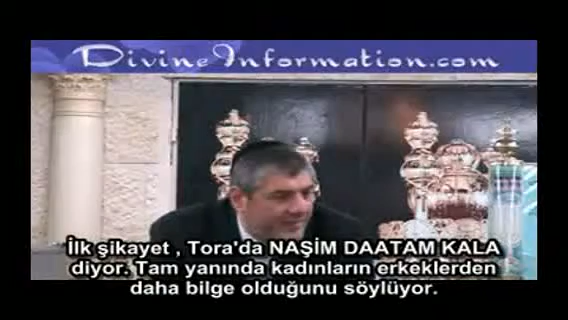 DivineInformation.com
İlk şikayet , Tora'da NAŞİM DAATAM KALA
diyor. Tam yanında kadınların erkeklerden
daha bilge olduğunu söylüyor.